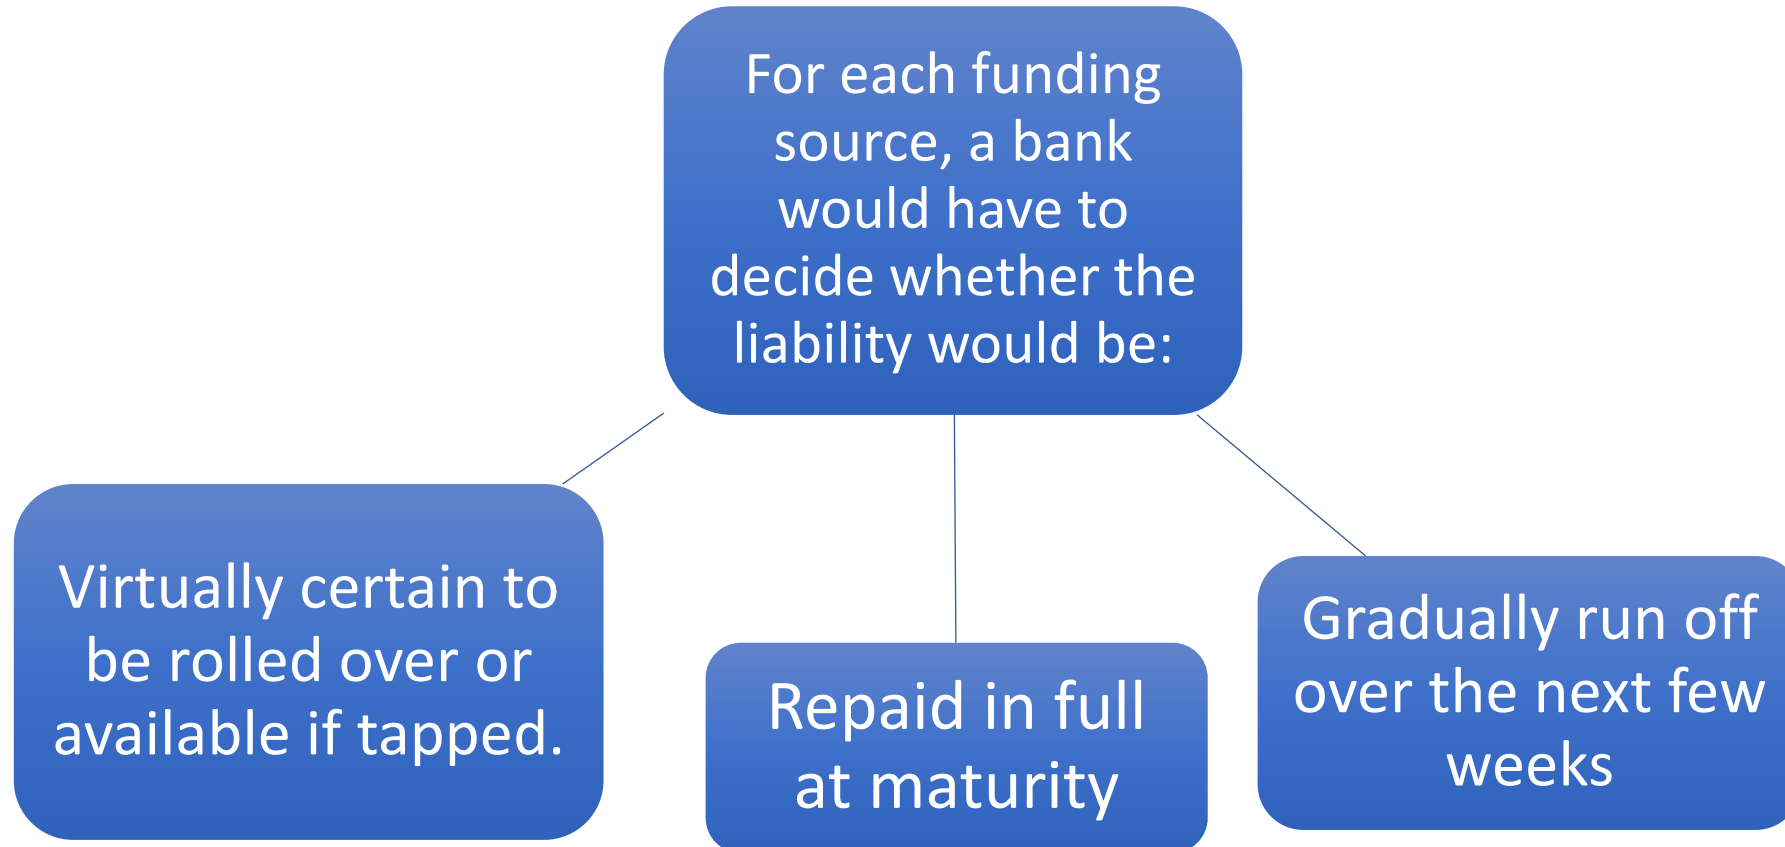 For each funding
source, a bank
would have to
decide whether the
liability would be:
Virtually certain to
be rolled over or
available if tapped.
Repaid in full
at maturity
Gradually run off
over the next few
weeks